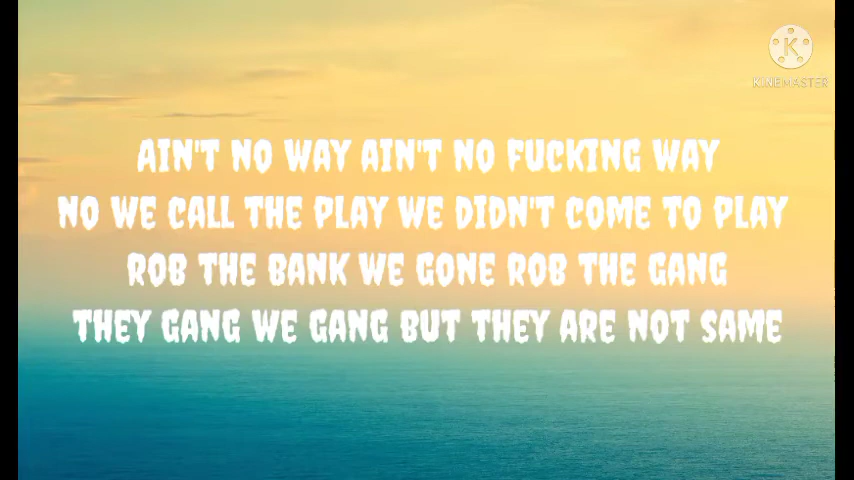 KINEMASTER
AIN'T NO WAY AIN'T NO FUCKING WAY
NO WE CALL THE PLAY WE DIDN'T COME TO PLAY
ROB THE BANK WE GONE ROB THE GANG
THEY GANG WE GANG BUT THEY ARE NOT SAME